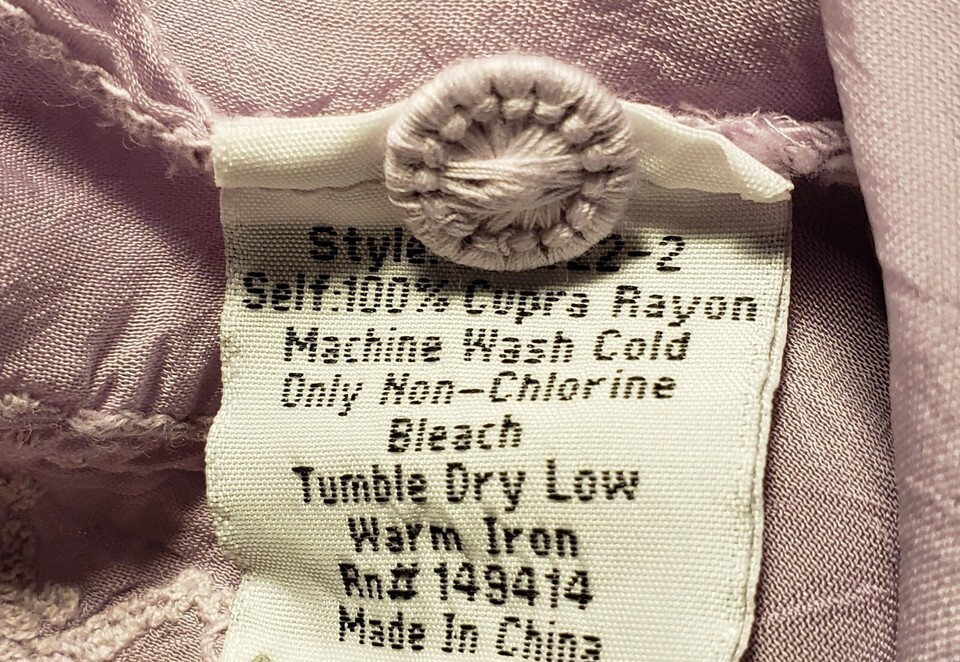 Style 22-2
Self:100% Cupra Rayon
Machine Wash Cold
Only Non-Chlorine
Bleach
Tumble Dry Low
Warm Iron
Rn# 149414
Made In China